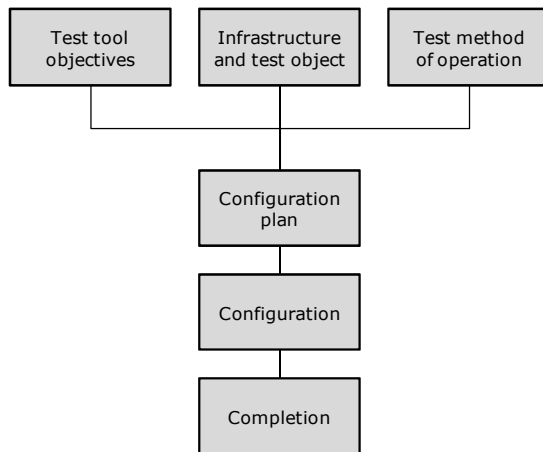 Test tool
objectives
Infrastructure
and test object
Test method
of operation
Configuration
plan
Configuration
Completion